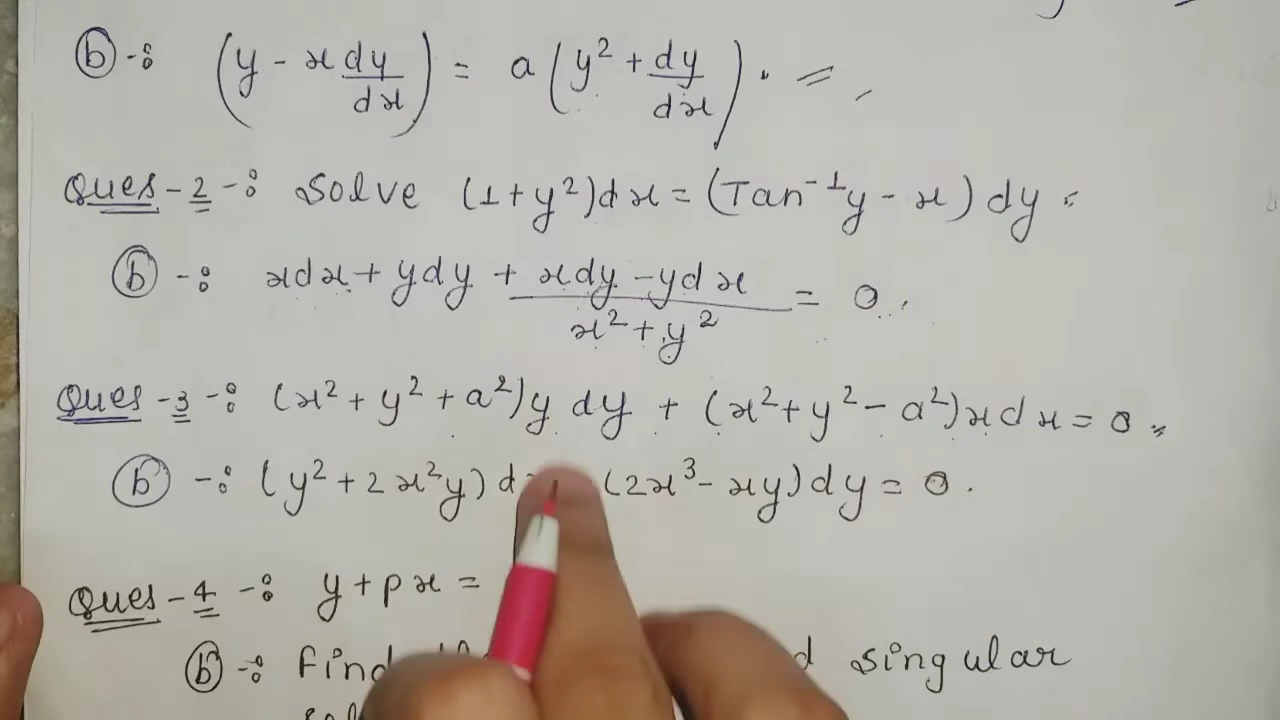 ⓑ-: (y - x dy/dx) = a(y² + dy/dx).
Ques-2-: Solve (1+y²)dx = (Tan⁻¹y - x) dy.
ⓑ-: xdx + ydy + (xdy - ydx)/(x² + y²) = 0.
Ques-3-: (x² + y² + a²)y dy + (x² + y² - a²)xdx = 0
ⓑ-: (y² + 2x²y) d (2x³ - xy)dy = 0.
Ques-4-: y + px =
ⓑ-: Find singular